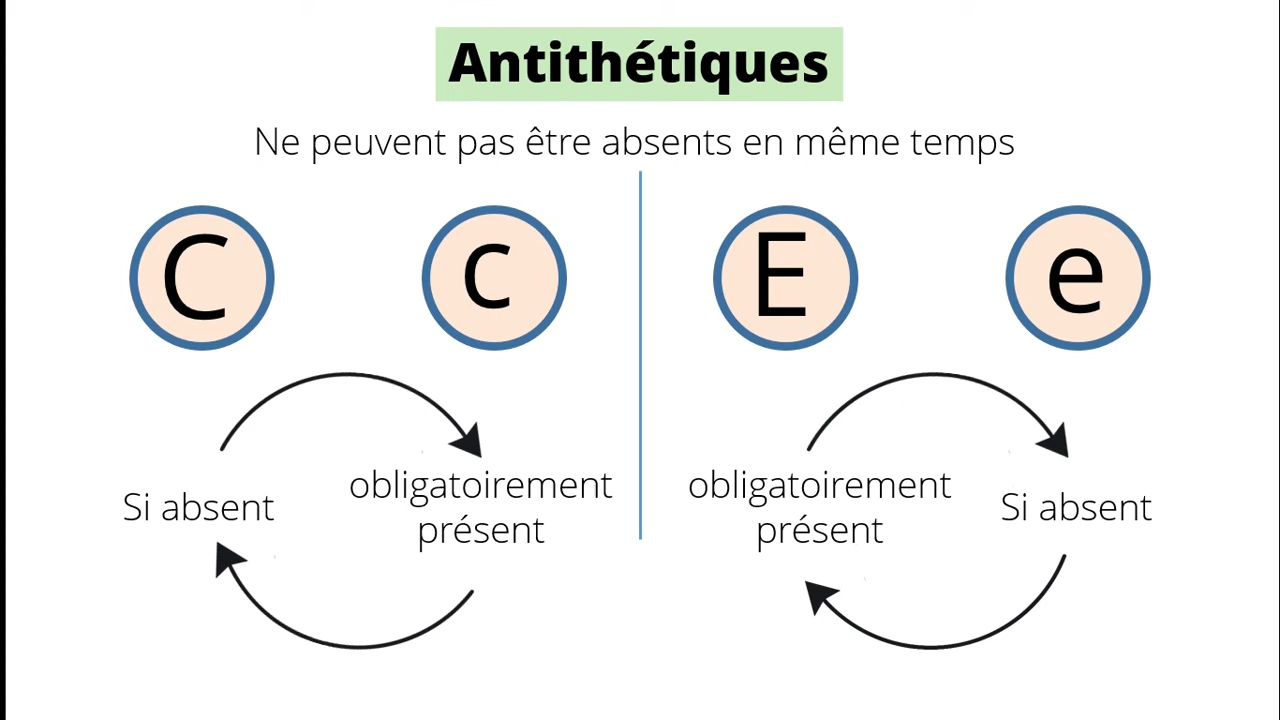 Antithétiques
Ne peuvent pas être absents en même temps
C c E e
Si absent
obligatoirement
présent
obligatoirement
présent
Si absent